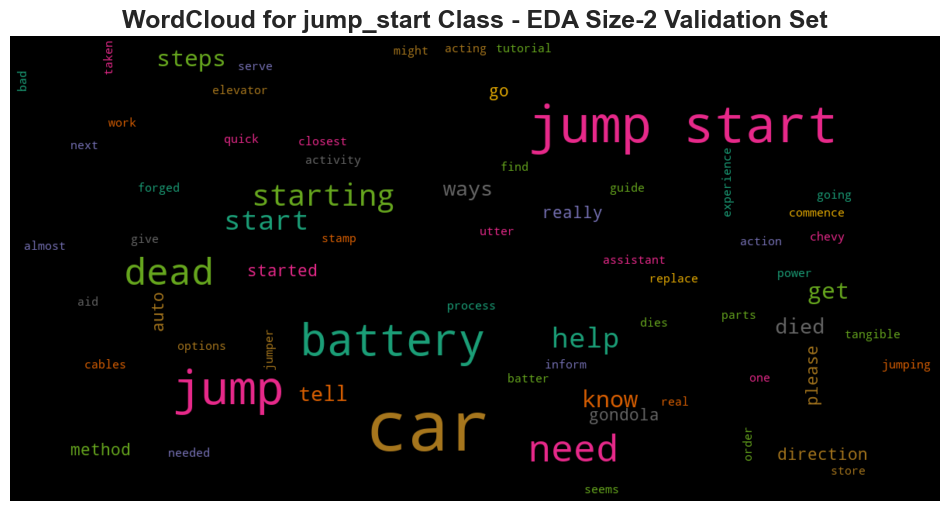 WordCloud for jump_start Class - EDA Size-2 Validation Set
taken
steps
serve
might
acting
tutorial
bad
elevator
go
work
jump start
next
quick
closest
activity
find
experience
forged
starting
ways
guide
going
start
really
commence
almost
give
stamp
utter
action
chevy
dead
started
assistant
replace
power
get
aid
auto
process
dies
parts
died
tangible
battery
help
options
jumper
cables
inform
batter
one
please
jumping
jump
tell
know
real
gondola
car
method
needed
need
order
direction
store
seems